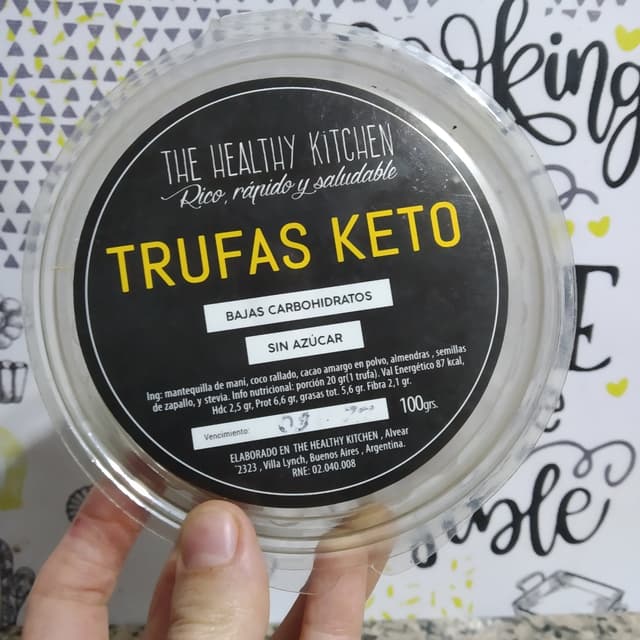 cooking
THE HEALTHY KITCHEN
Rico, rápido y saludable
TRUFAS KETO
BAJAS CARBOHIDRATOS
SIN AZÚCAR
Ing: mantequilla de mani, coco rallado, cacao amargo en polvo, almendras , semillas
de zapallo, y stevia. Info nutricional: porción 20 gr(1 trufa). Val Energético 87 kcal,
Hdc 2,5 gr, Prot 6,6 gr, grasas tot. 5,6 gr. Fibra 2,1 gr.
Vencimiento: 09
100grs.
ELABORADO EN THE HEALTHY KITCHEN , Alvear
2323 , Villa Lynch, Buenos Aires , Argentina.
RNE: 02.040.008